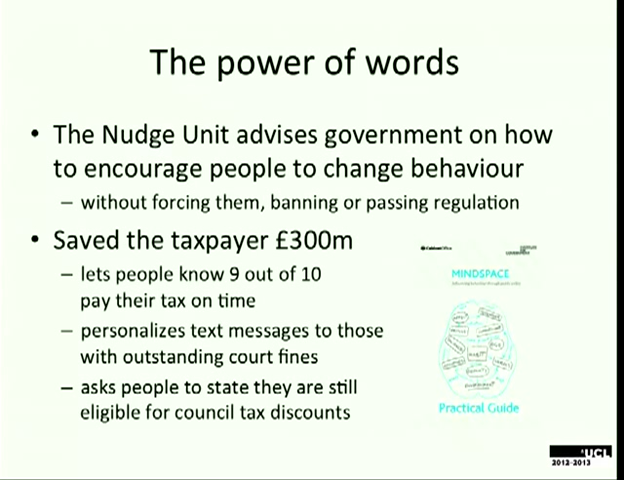 The power of words
• The Nudge Unit advises government on how
to encourage people to change behaviour
– without forcing them, banning or passing regulation
• Saved the taxpayer £300m
– lets people know 9 out of 10
pay their tax on time
– personalizes text messages to those
with outstanding court fines
– asks people to state they are still
eligible for council tax discounts
MINDSPACE
Practical Guide
UCL
2012-2013